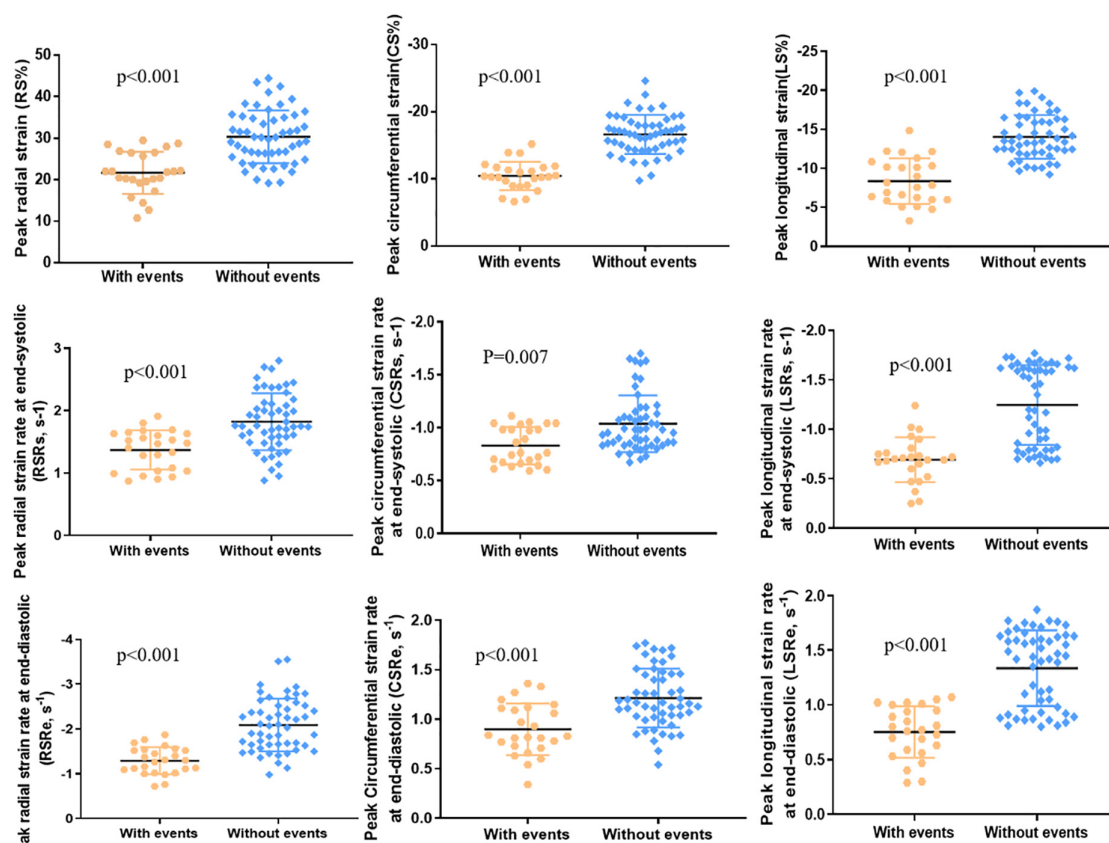 Peak radial strain (RS%)
50
40
30
20
10
0
p<0.001
With events
Without events
Peak circumferential strain(CS%)
-30
-20
-10
0
p<0.001
With events
Without events
Peak longitudinal strain(LS%)
-25
-20
-15
-10
-5
0
p<0.001
With events
Without events
Peak radial strain rate at end-systolic
(RSRs, s-1)
3
2
1
0
p<0.001
With events
Without events
Peak circumferential strain rate
at end-systolic (CSRs, s-1)
-2.0
-1.5
-1.0
-0.5
0.0
P=0.007
With events
Without events
Peak longitudinal strain rate
at end-systolic (LSRs, s-1)
-2.0
-1.5
-1.0
-0.5
0.0
p<0.001
With events
Without events
ak radial strain rate at end-diastolic
(RSRe, s⁻¹)
-4
-3
-2
-1
0
p<0.001
With events
Without events
Peak Circumferential strain rate
at end-diastolic (CSRe, s⁻¹)
2.0
1.5
1.0
0.5
0.0
p<0.001
With events
Without events
Peak longitudinal strain rate
at end-diastolic (LSRe, s⁻¹)
2.0
1.5
1.0
0.5
0.0
p<0.001
With events
Without events